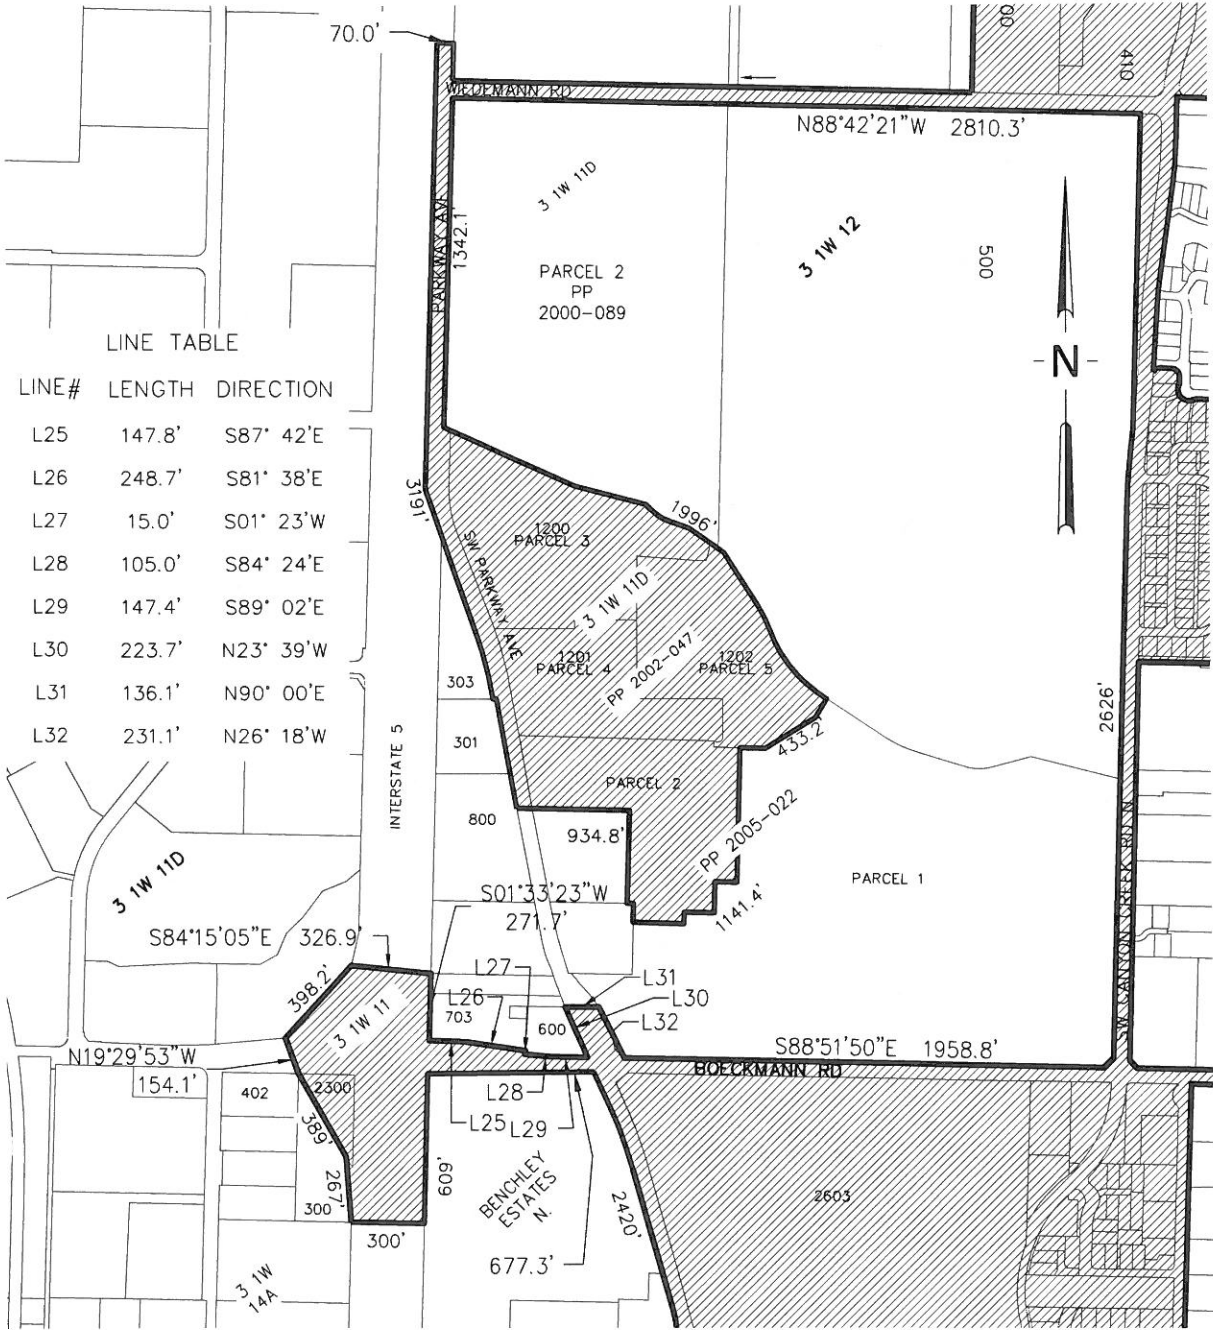 70.0'
00
410
WIEDEMANN RD
N88°42'21"W 2810.3'
3 1W 11D
3 1W 12
500
PARKWAY AVE
1342.1'
PARCEL 2
PP
2000-089
-N-
LINE TABLE
LINE# LENGTH DIRECTION
L25 147.8' S87° 42'E
L26 248.7' S81° 38'E
L27 15.0' S01° 23'W
L28 105.0' S84° 24'E
L29 147.4' S89° 02'E
L30 223.7' N23° 39'W
L31 136.1' N90° 00'E
L32 231.1' N26° 18'W
3191'
1996'
1200
PARCEL 3
SW PARKWAY AVE
3 1W 11D
1201
PARCEL 4
1202
PARCEL 5
PP 2002-047
303
301
INTERSTATE 5
2626'
433.2'
PARCEL 2
800
934.8'
PP 2005-022
PARCEL 1
3 1W 11D
S01°33'23"W
271.7'
1141.4'
SW CANYON CREEK RD N
S84°15'05"E 326.9'
L27
L31
L26
L30
398.2'
3 1W 11
703
600
L32
N19°29'53"W
154.1'
S88°51'50"E 1958.8'
BOECKMANN RD
402
2300
L28
L25
L29
389'
267'
609'
BENCHLEY
ESTATES
N.
2420'
2603
300
300'
677.3'
3 1W
14A